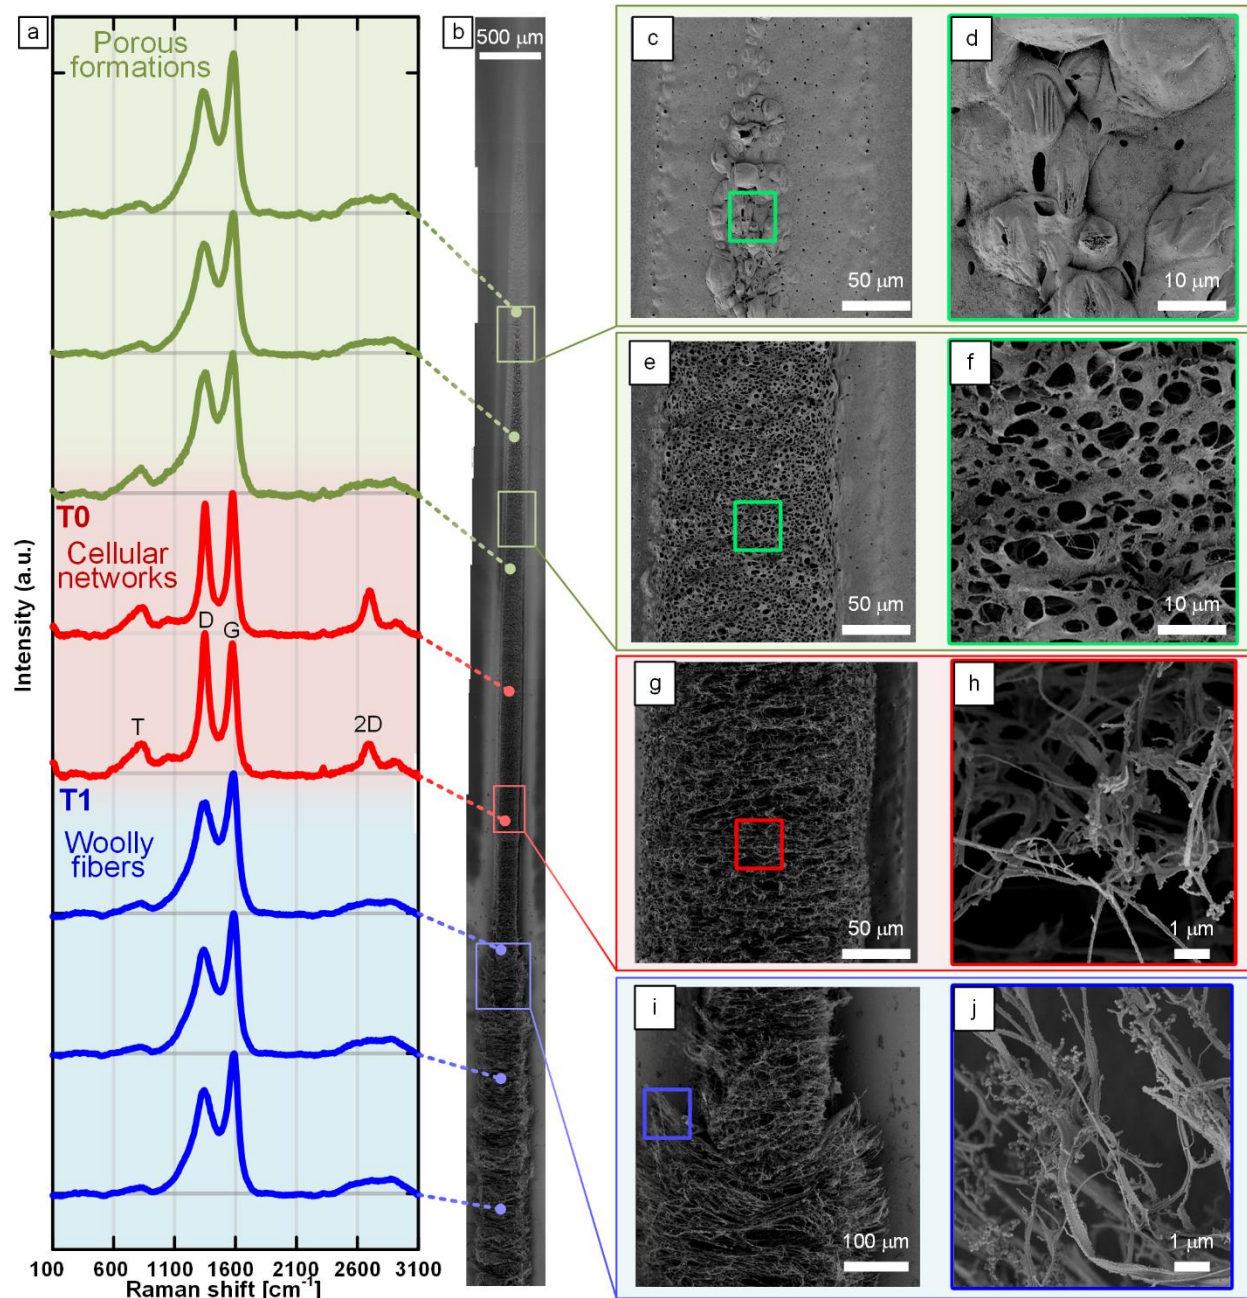 a
Porous
formations
T0
Cellular
networks
D
G
T
2D
T1
Woolly
fibers
Intensity (a.u.)
100 600 1100 1600 2100 2600 3100
Raman shift [cm⁻¹]
b
500 μm
c
50 μm
d
10 μm
e
50 μm
f
10 μm
g
50 μm
h
1 μm
i
100 μm
j
1 μm